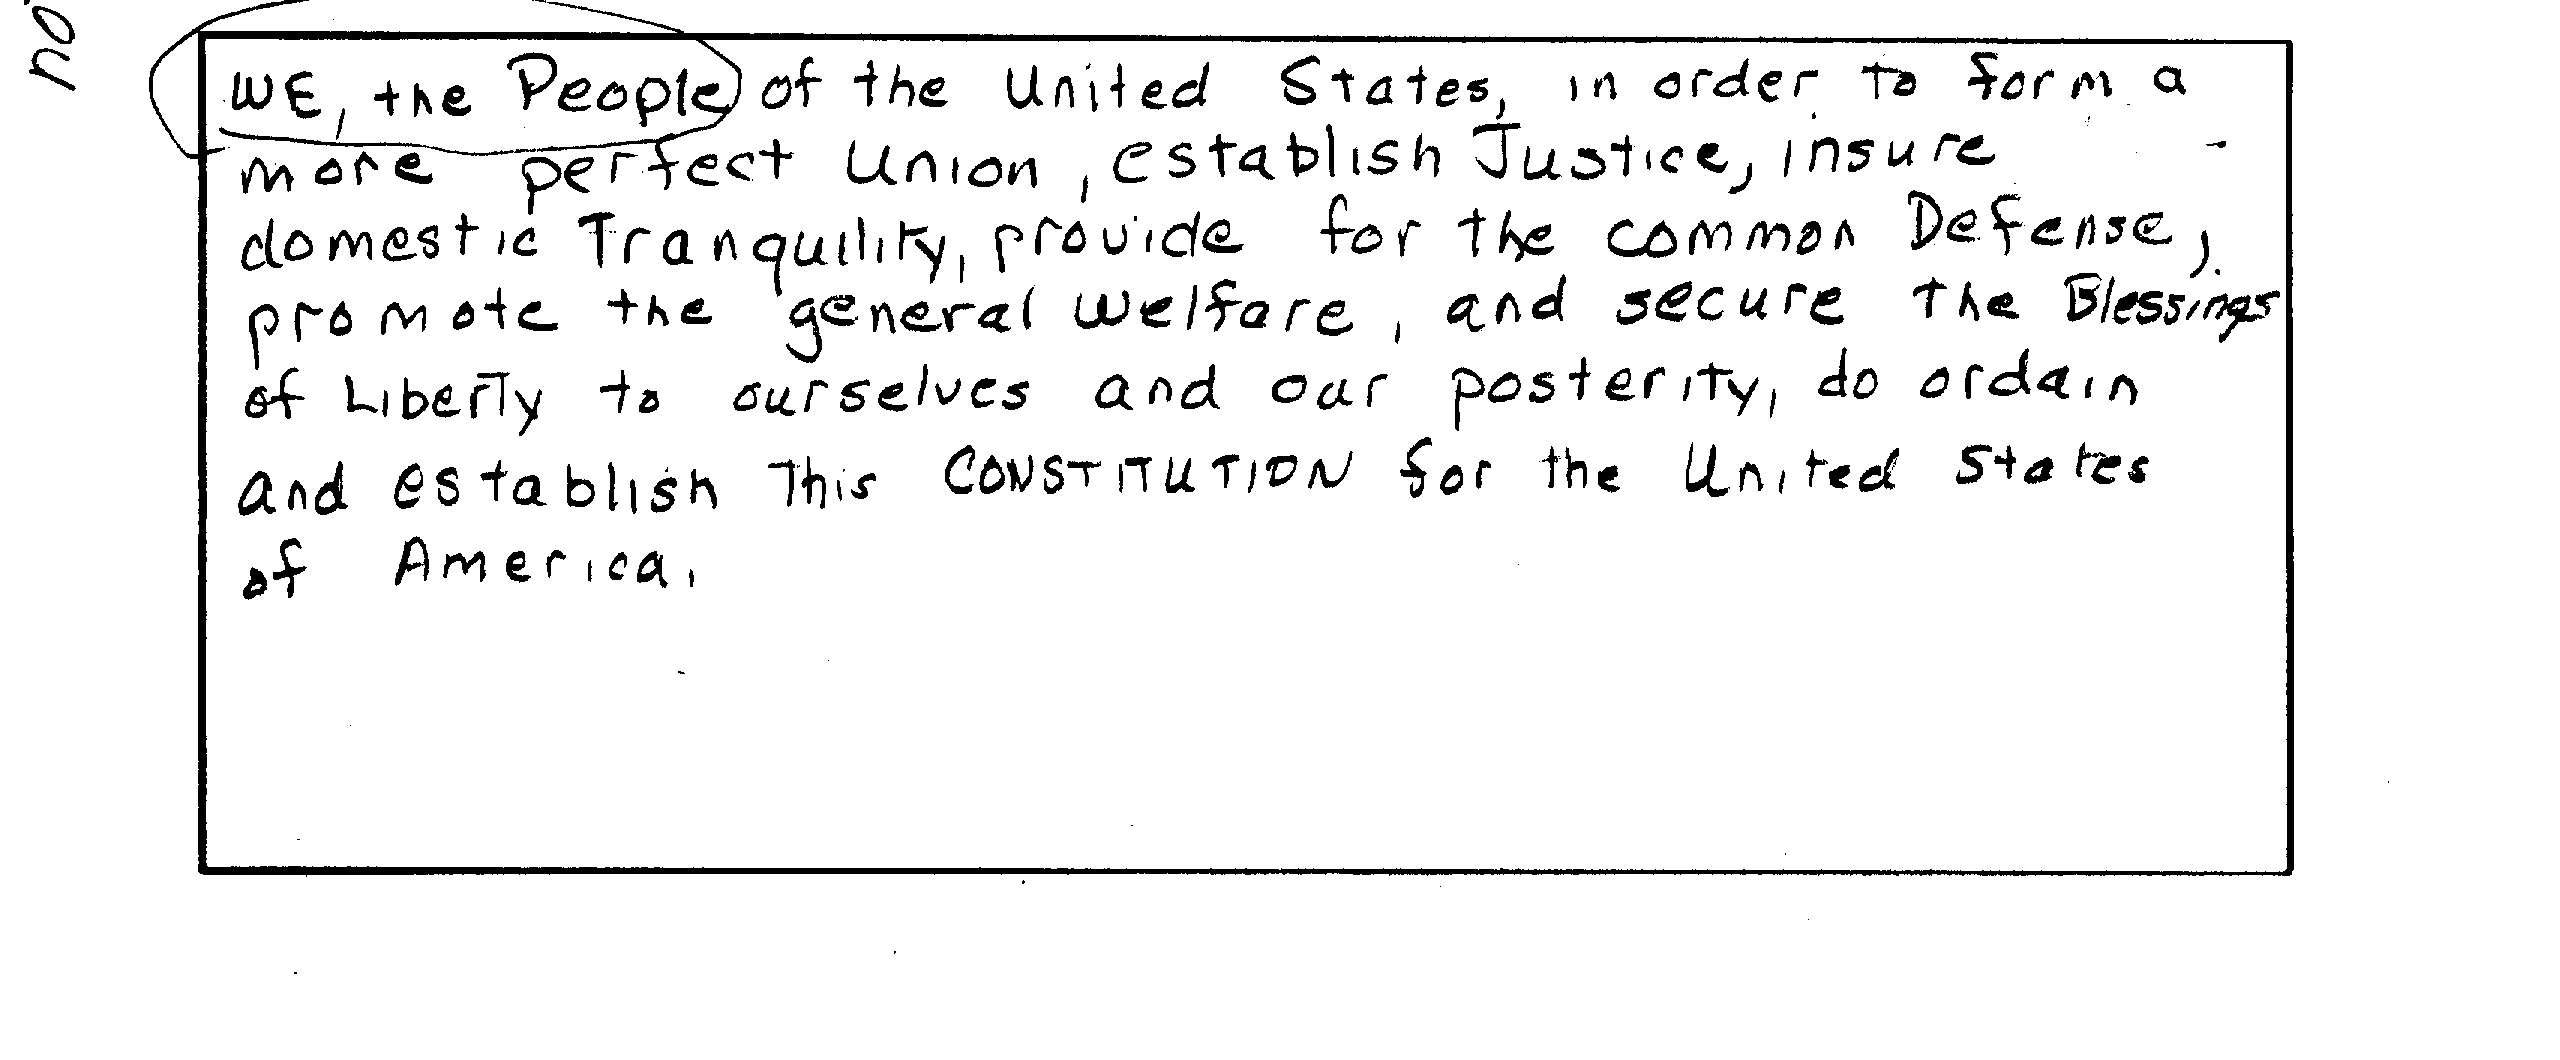 WE, the People of the United States, in order to form a
more perfect Union, establish Justice, insure
domestic Tranquility, provide for the common Defense,
promote the general welfare, and secure the Blessings
of Liberty to ourselves and our posterity, do ordain
and establish This CONSTITUTION for the United States
of America.